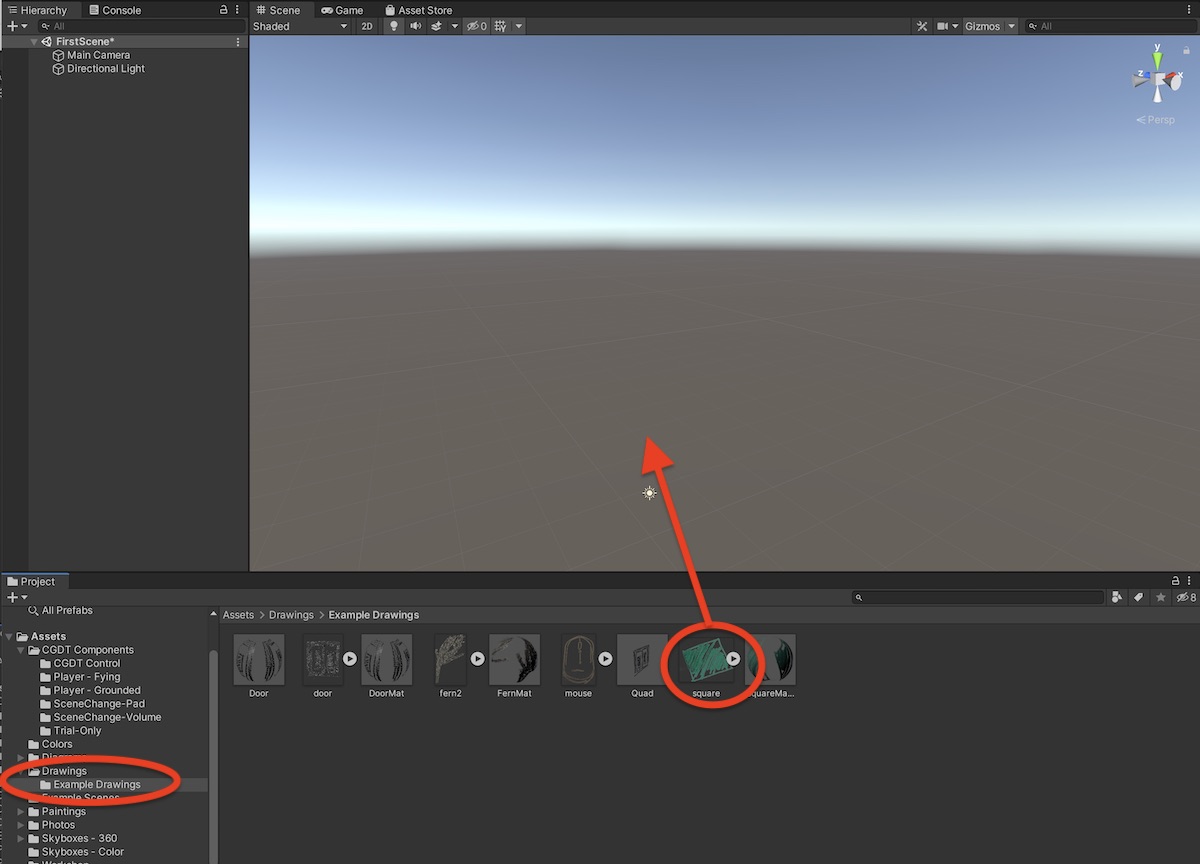 Hierarchy Console
All
FirstScene*
Main Camera
Directional Light
Scene Game Asset Store
Shaded 2D 0 Gizmos All
y
z x
Persp
Project
8
All Prefabs
Assets
CGDT Components
CGDT Control
Player - Fying
Player - Grounded
SceneChange-Pad
SceneChange-Volume
Trial-Only
Colors
Drawings
Example Drawings
Example Scenes
Paintings
Photos
Skyboxes - 360
Skyboxes - Color
Assets > Drawings > Example Drawings
Door door DoorMat fern2 FernMat mouse Quad square quareMa...